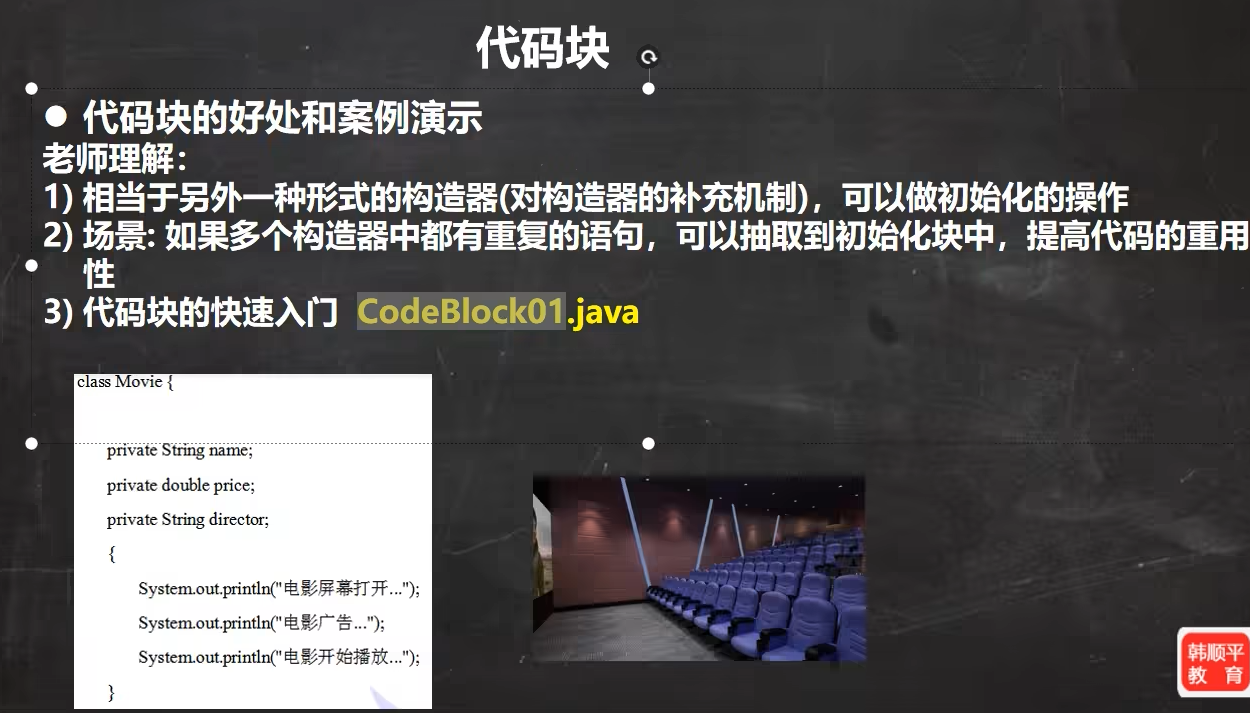 代码块
● 代码块的好处和案例演示
老师理解：
1) 相当于另外一种形式的构造器(对构造器的补充机制)，可以做初始化的操作
2) 场景: 如果多个构造器中都有重复的语句，可以抽取到初始化块中，提高代码的重用
性
3) 代码块的快速入门 CodeBlock01.java
class Movie {
private String name;
private double price;
private String director;
{
System.out.println("电影屏幕打开...");
System.out.println("电影广告...");
System.out.println("电影开始播放...");
}
韩顺平
教 育